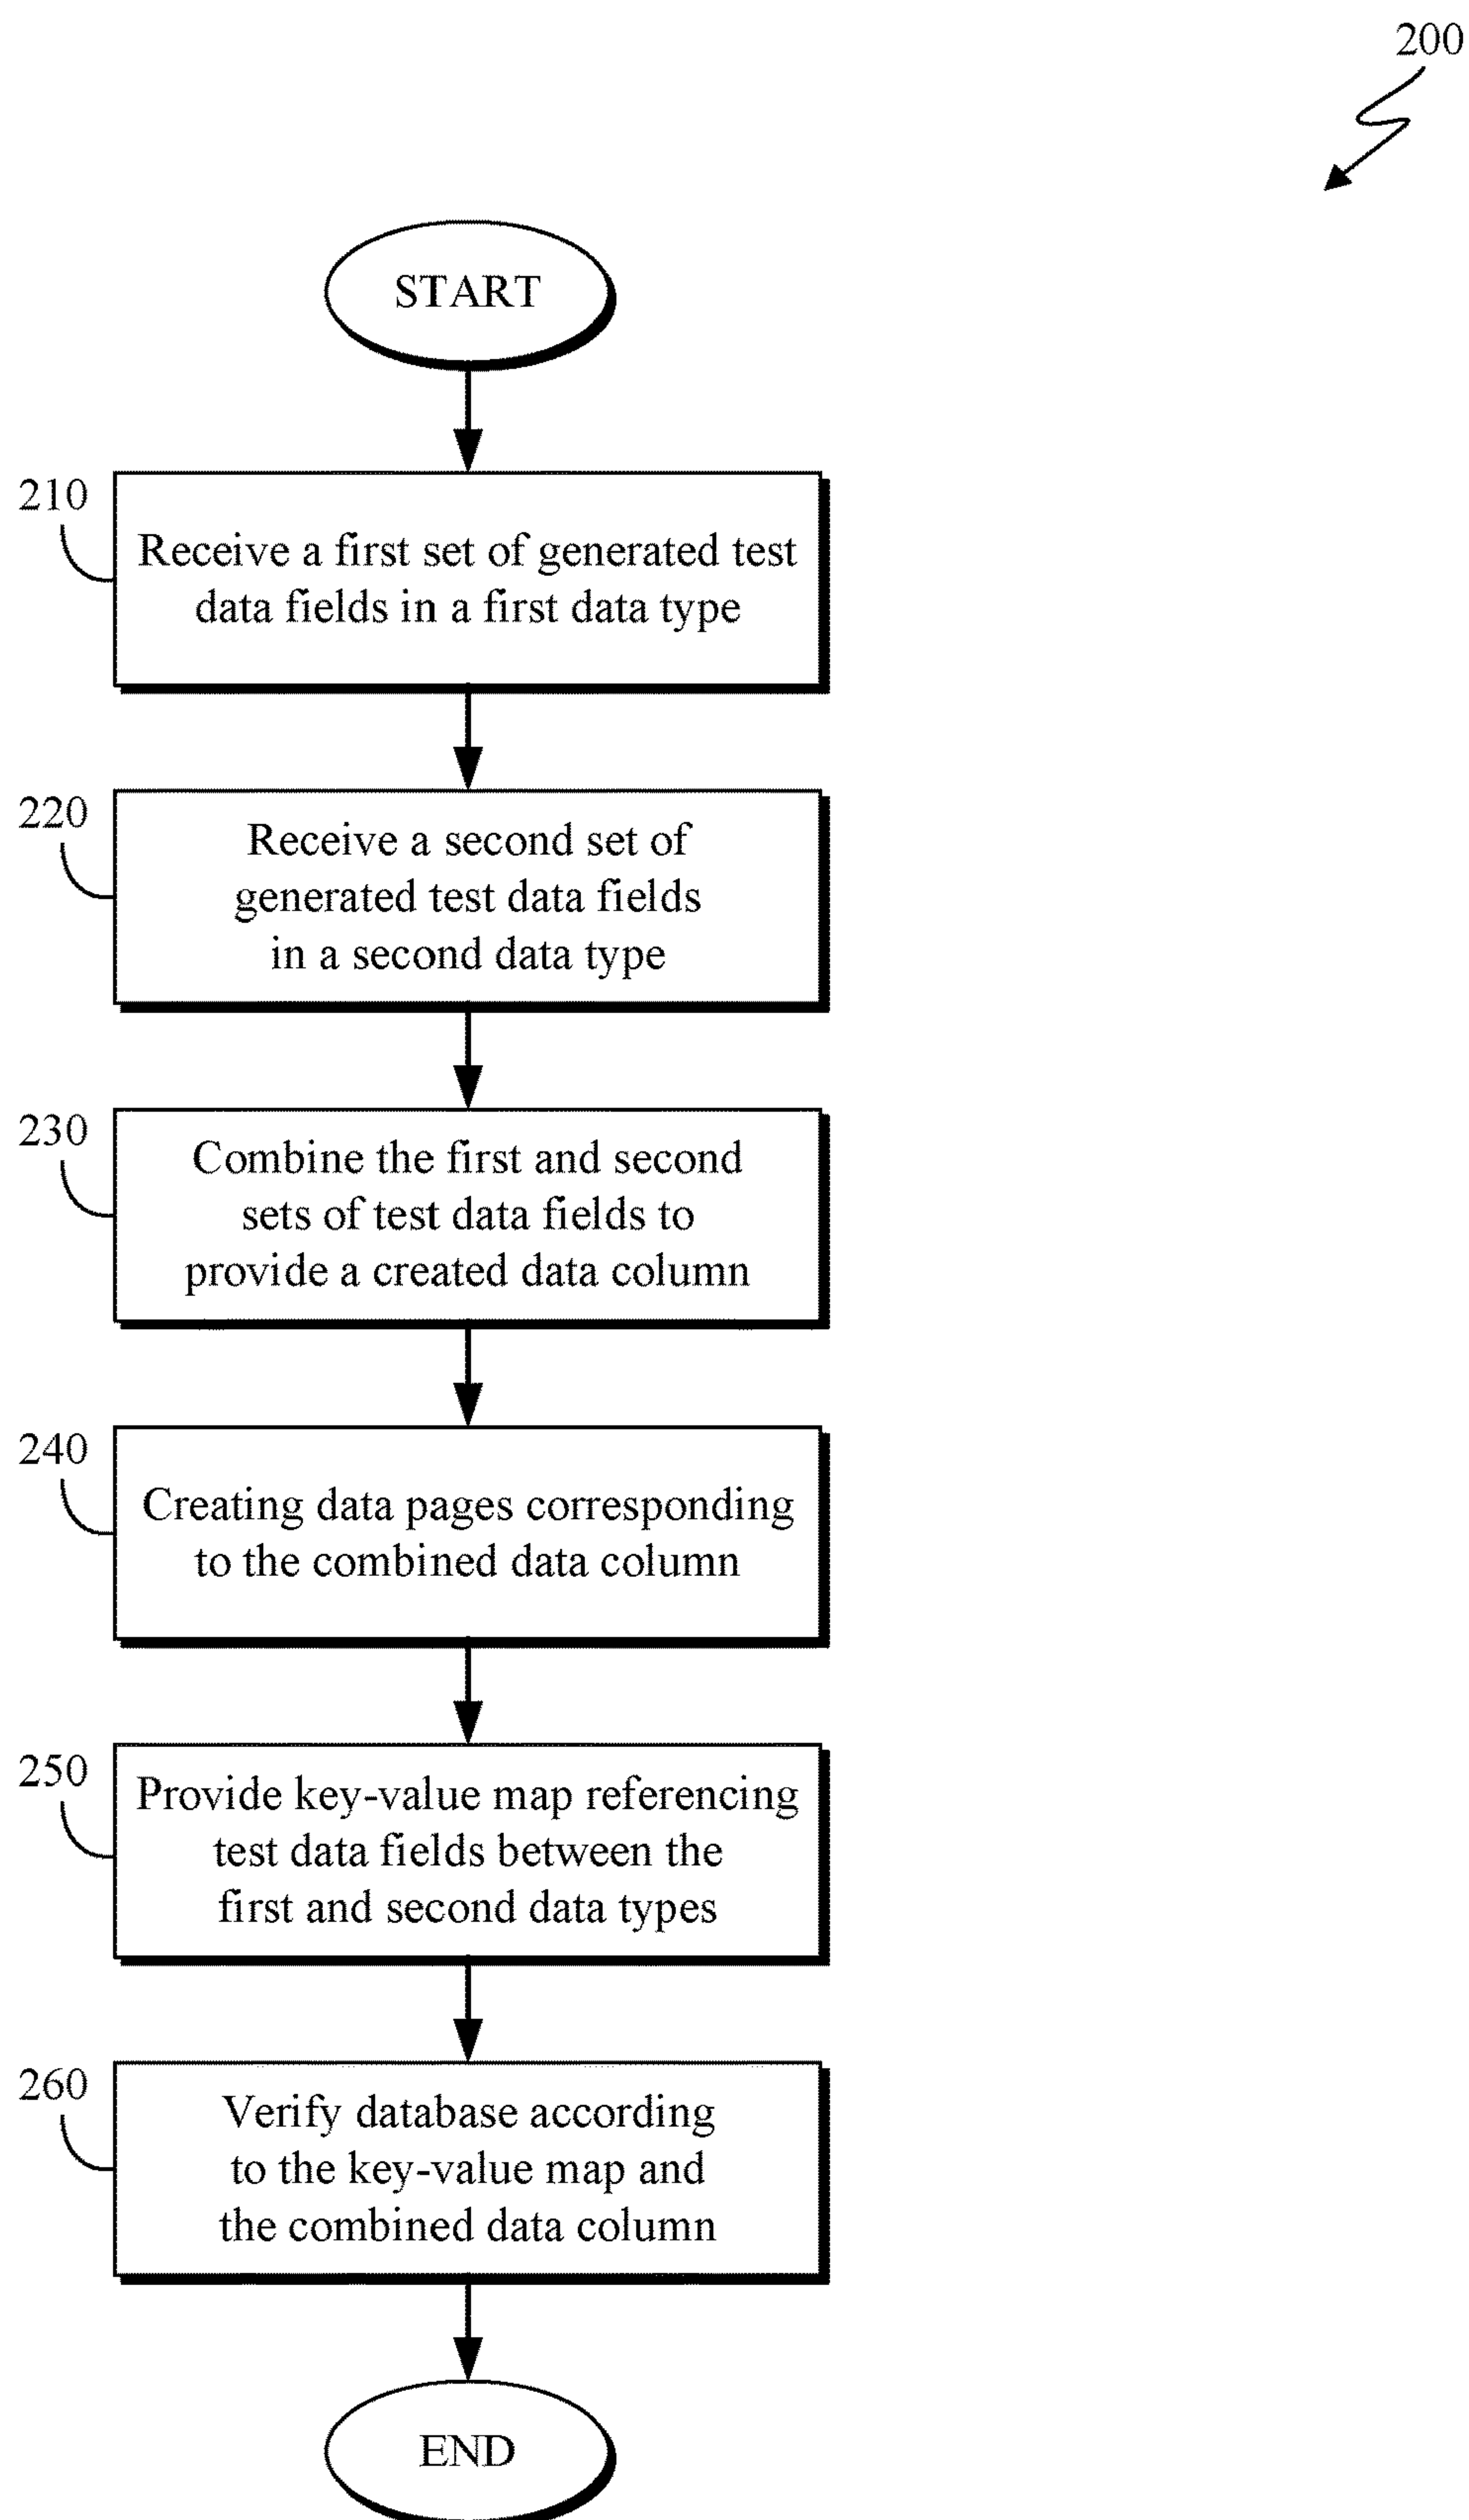 200
START
210
Receive a first set of generated test
data fields in a first data type
220
Receive a second set of
generated test data fields
in a second data type
230
Combine the first and second
sets of test data fields to
provide a created data column
240
Creating data pages corresponding
to the combined data column
250
Provide key-value map referencing
test data fields between the
first and second data types
260
Verify database according
to the key-value map and
the combined data column
END